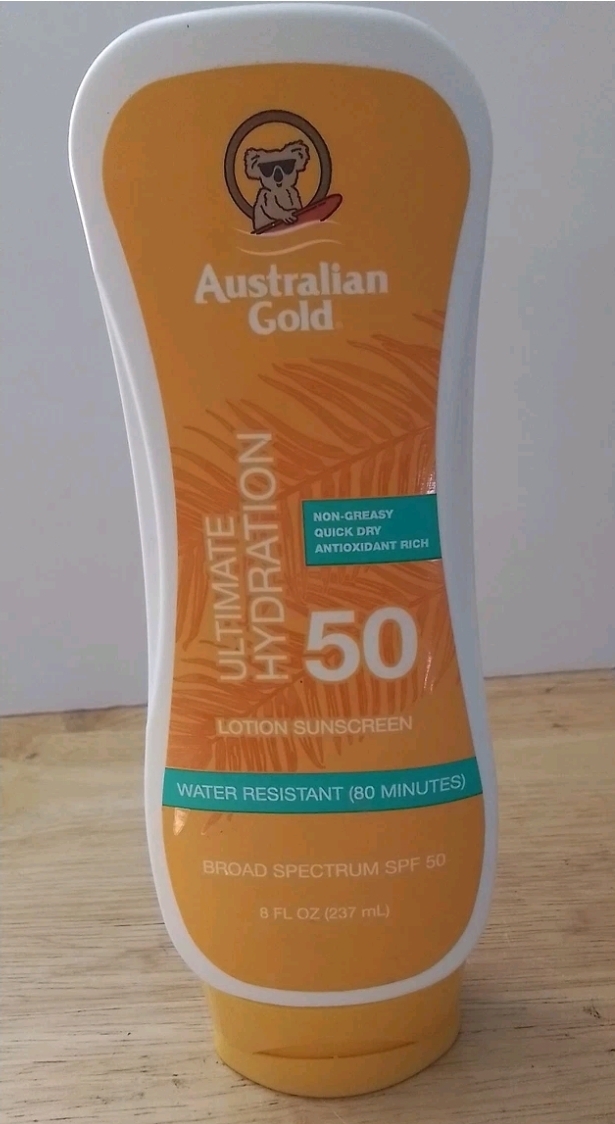 Australian
Gold
ULTIMATE
HYDRATION
NON-GREASY
QUICK DRY
ANTIOXIDANT RICH
50
LOTION SUNSCREEN
WATER RESISTANT (80 MINUTES)
BROAD SPECTRUM SPF 50
8 FL OZ (237 mL)